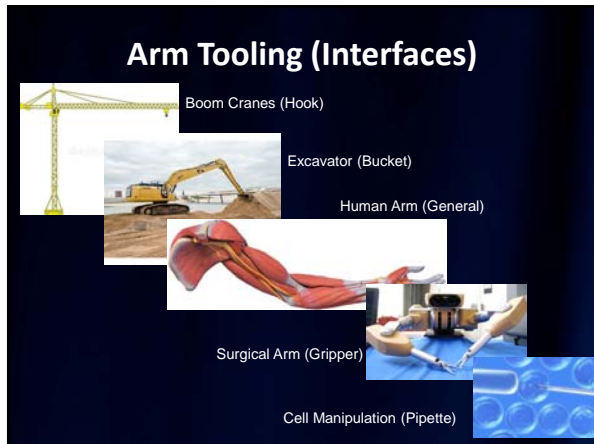 Arm Tooling (Interfaces)
Boom Cranes (Hook)
Excavator (Bucket)
Human Arm (General)
Surgical Arm (Gripper)
Cell Manipulation (Pipette)